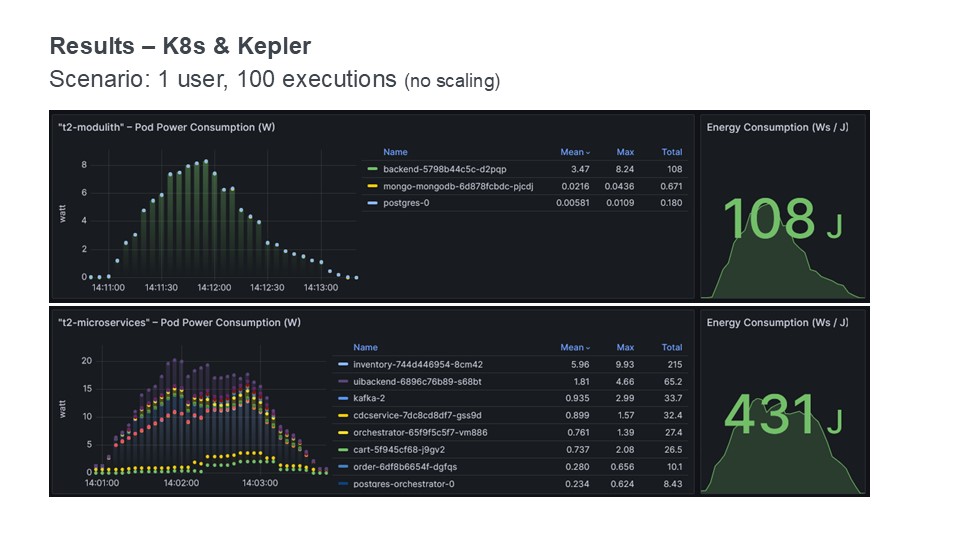 Results – K8s & Kepler
Scenario: 1 user, 100 executions (no scaling)
"t2-modulith" – Pod Power Consumption (W)
watt
8
6
4
2
0
14:11:00 14:11:30 14:12:00 14:12:30 14:13:00
Name Mean Max Total
backend-5798b44c5c-d2pqp 3.47 8.24 108
mongo-mongodb-6d878fcbdc-pjcdj 0.0216 0.0436 0.671
postgres-0 0.00581 0.0109 0.180
Energy Consumption (Ws / J)
108 J
"t2-microservices" – Pod Power Consumption (W)
watt
20
15
10
5
0
14:01:00 14:02:00 14:03:00
Name Mean Max Total
inventory-744d446954-8cm42 5.96 9.93 215
uibackend-6896c76b89-s68bt 1.81 4.66 65.2
kafka-2 0.935 2.99 33.7
cdcservice-7dc8cd8df7-gss9d 0.899 1.57 32.4
orchestrator-65f9f5c5f7-vm886 0.761 1.39 27.4
cart-5f945cf68-j9gv2 0.737 2.08 26.5
order-6df8b6654f-dgfqs 0.280 0.656 10.1
postgres-orchestrator-0 0.234 0.624 8.43
Energy Consumption (Ws / J)
431 J